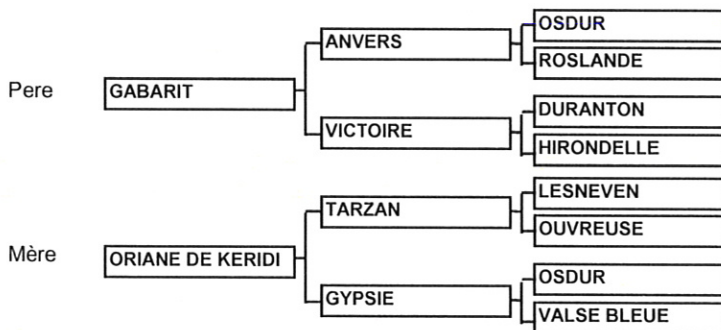 OSDUR
ANVERS
ROSLANDE
Pere
GABARIT
DURANTON
VICTOIRE
HIRONDELLE
LESNEVEN
TARZAN
OUVREUSE
Mère
ORIANE DE KERIDI
OSDUR
GYPSIE
VALSE BLEUE